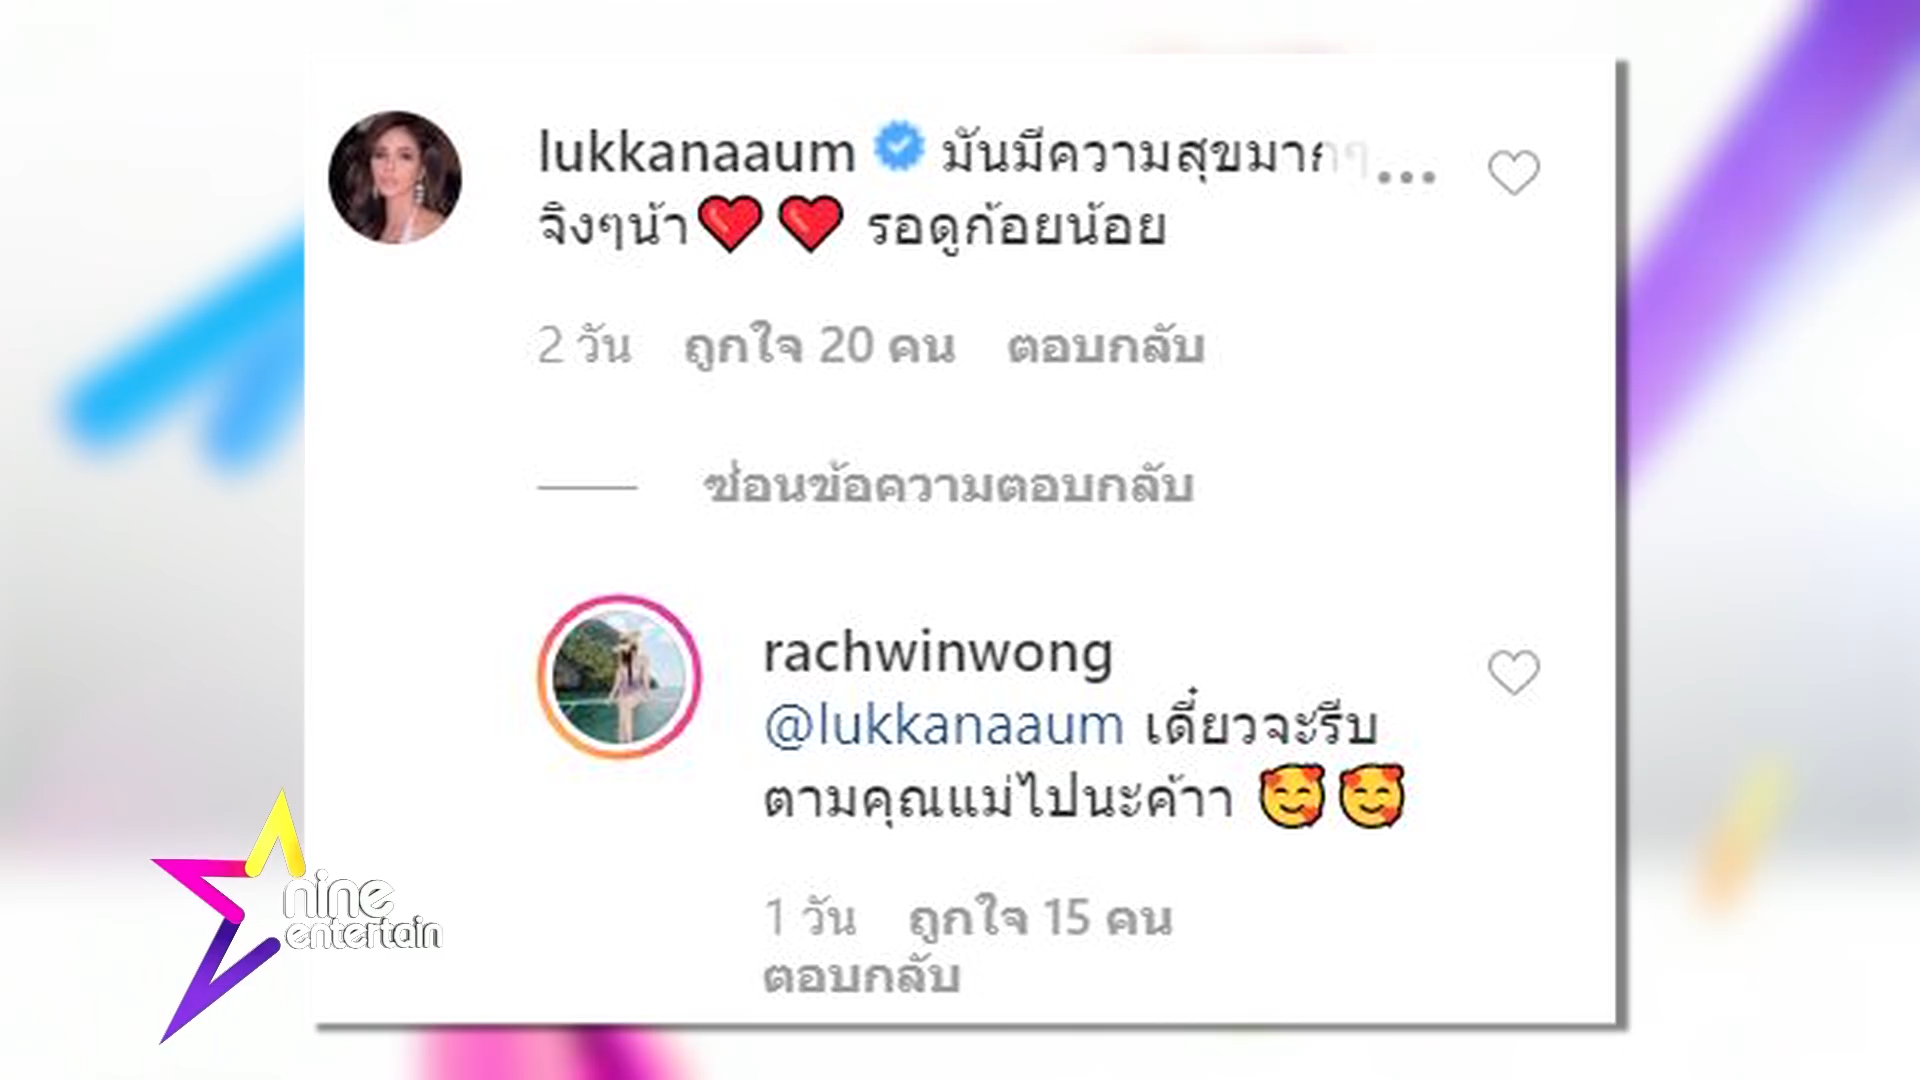 lukkanaaum มันมีความสุขมากๆ...
จิงๆน้า❤️❤️ รอดูก้อยน้อย
2 วัน ถูกใจ 20 คน ตอบกลับ
ซ่อนข้อความตอบกลับ
rachwinwong
@lukkanaaum เดี๋ยวจะรีบ
ตามคุณแม่ไปนะค้าา 🥰🥰
1 วัน ถูกใจ 15 คน
ตอบกลับ
nine
entertain